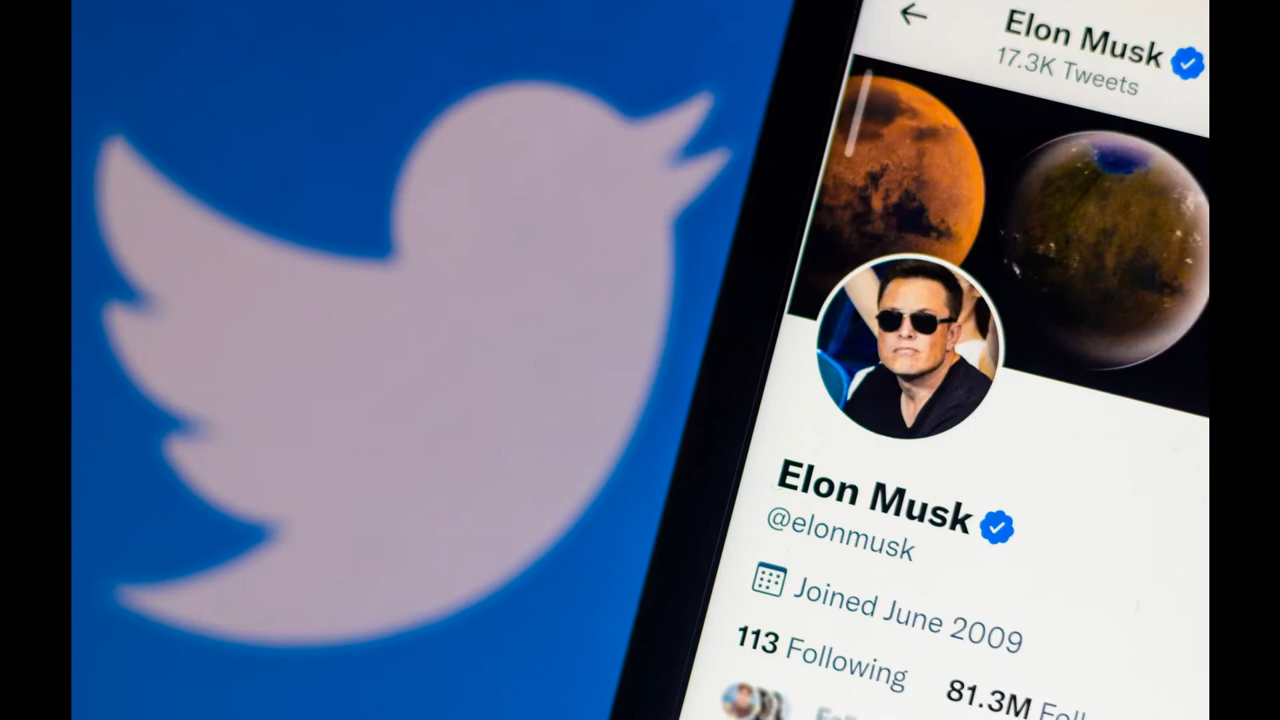 Elon Musk
17.3K Tweets
Elon Musk
@elonmusk
Joined June 2009
113 Following 81.3M